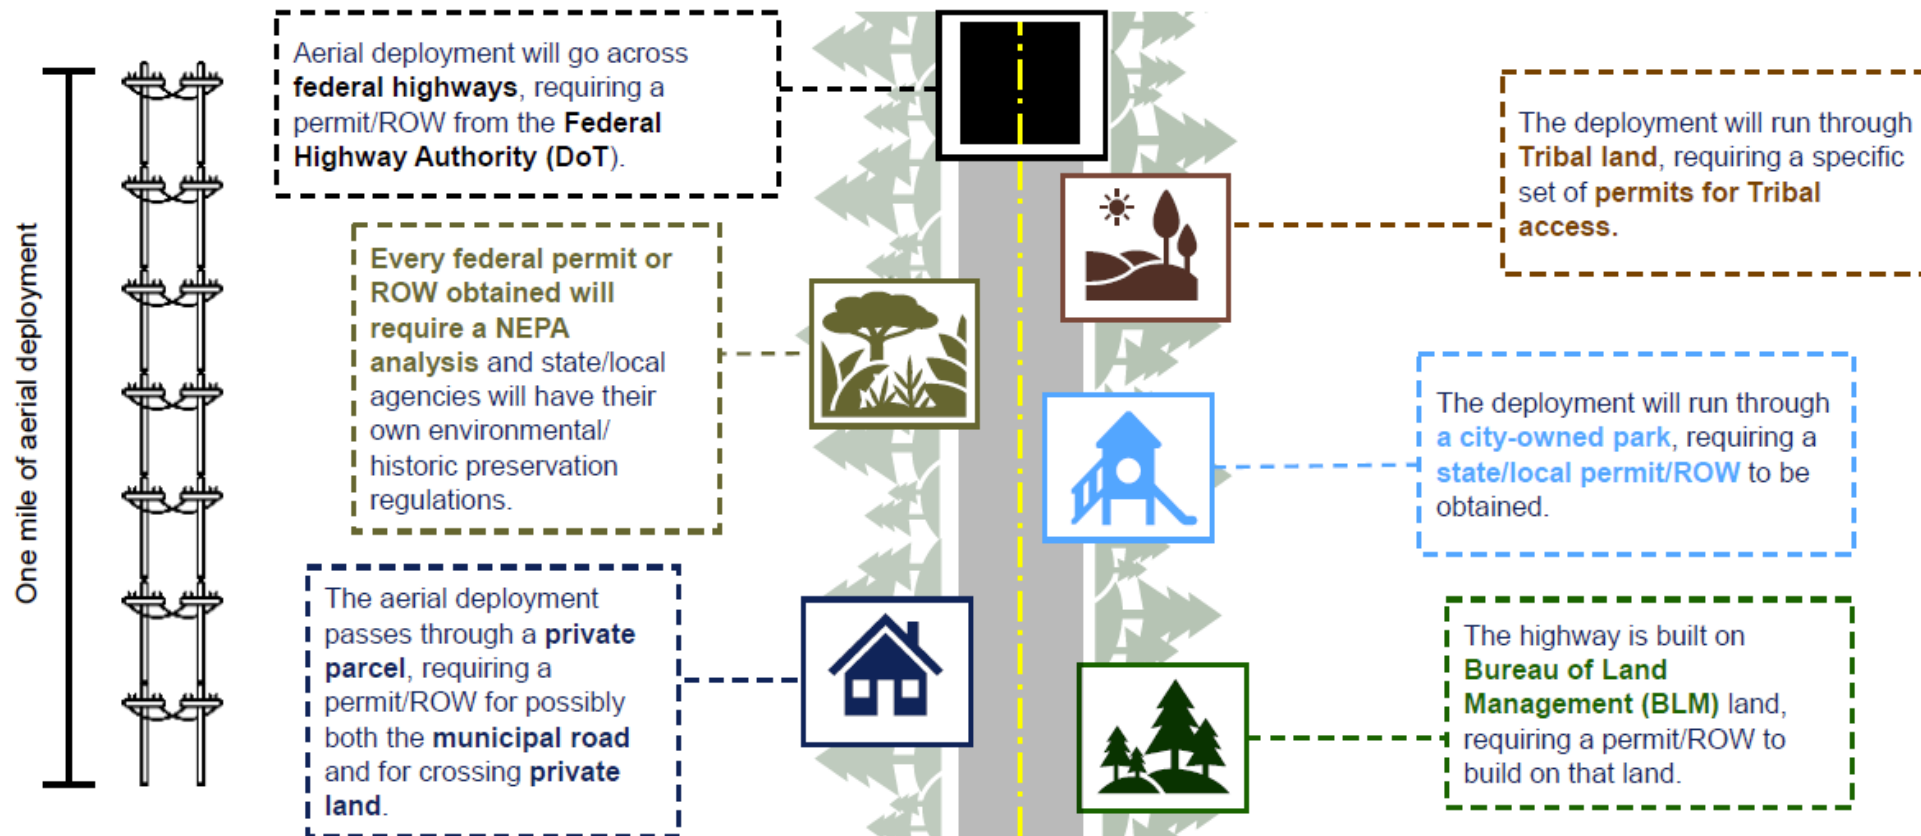 One mile of aerial deployment
Aerial deployment will go across
federal highways, requiring a
permit/ROW from the Federal
Highway Authority (DoT).
Every federal permit or
ROW obtained will
require a NEPA
analysis and state/local
agencies will have their
own environmental/
historic preservation
regulations.
The aerial deployment
passes through a private
parcel, requiring a
permit/ROW for possibly
both the municipal road
and for crossing private
land.
The deployment will run through
Tribal land, requiring a specific
set of permits for Tribal
access.
The deployment will run through
a city-owned park, requiring a
state/local permit/ROW to be
obtained.
The highway is built on
Bureau of Land
Management (BLM) land,
requiring a permit/ROW to
build on that land.